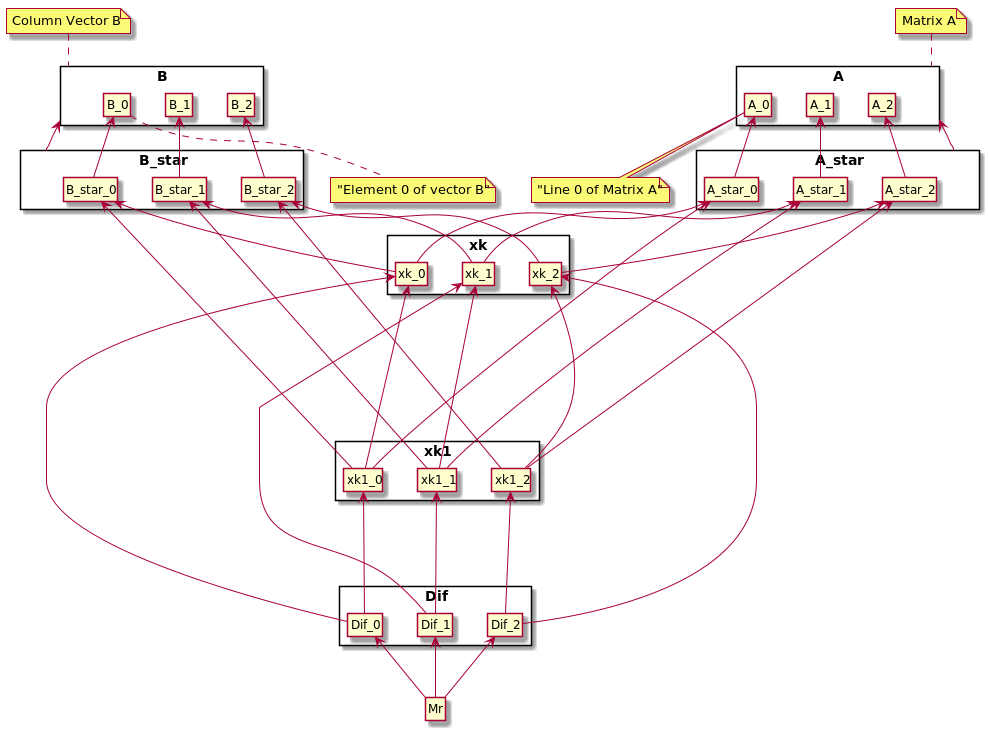 Column Vector B
Matrix A
B
A
B_0
B_1
B_2
A_0
A_1
A_2
B_star
A_star
B_star_0
B_star_1
B_star_2
"Element 0 of vector B"
"Line 0 of Matrix A"
A_star_0
A_star_1
A_star_2
xk
xk_0
xk_1
xk_2
xk1
xk1_0
xk1_1
xk1_2
Dif
Dif_0
Dif_1
Dif_2
Mr